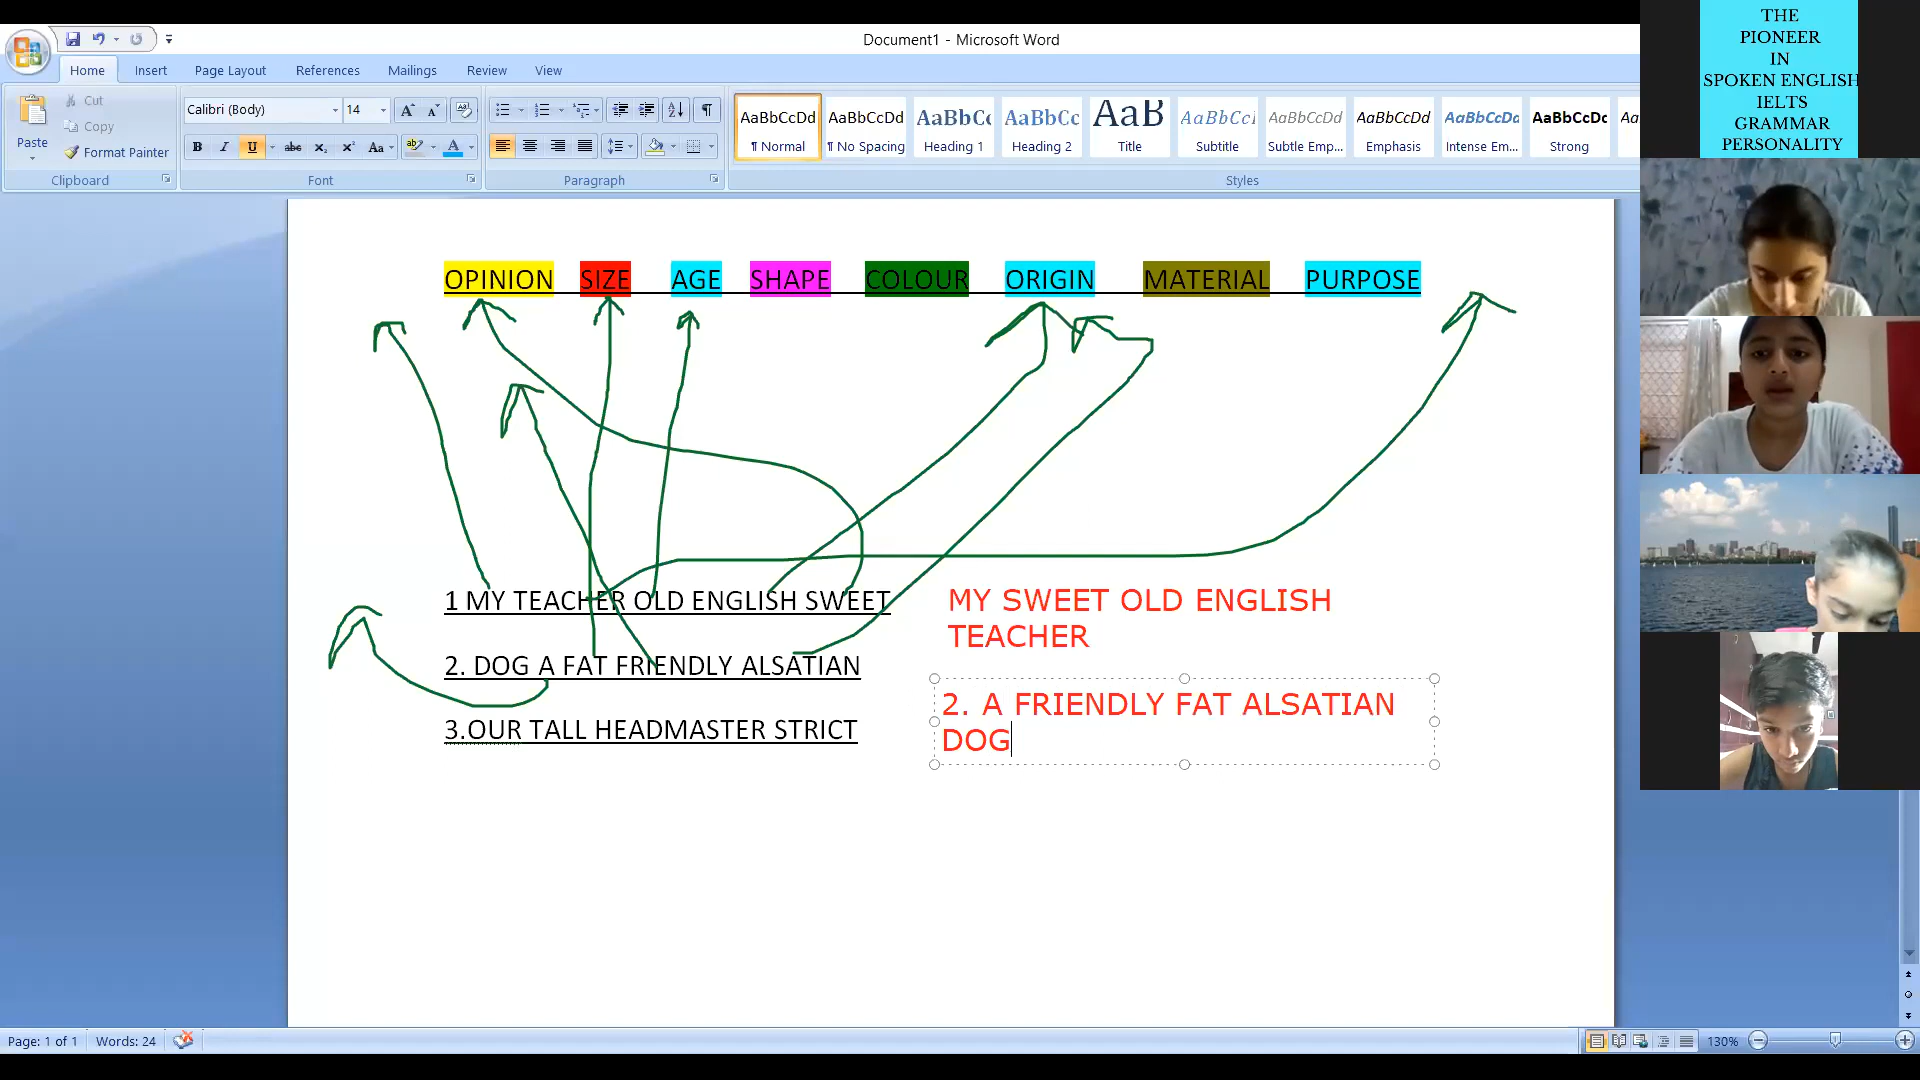 Document1 - Microsoft Word
Home Insert Page Layout References Mailings Review View
Paste
Cut
Copy
Format Painter
Clipboard
Calibri (Body) 14
Font
Paragraph
AaBbCcDd AaBbCcDd AaBbCc AaBbCc AaB AaBbCcI AaBbCcDd AaBbCcDd AaBbCcDd AaBbCcDc
¶ Normal ¶ No Spacing Heading 1 Heading 2 Title Subtitle Subtle Emp... Emphasis Intense Em... Strong
Styles
OPINION SIZE AGE SHAPE COLOUR ORIGIN MATERIAL PURPOSE
1 MY TEACHER OLD ENGLISH SWEET
2. DOG A FAT FRIENDLY ALSATIAN
3.OUR TALL HEADMASTER STRICT
MY SWEET OLD ENGLISH
TEACHER
2. A FRIENDLY FAT ALSATIAN
DOG
THE
PIONEER
IN
SPOKEN ENGLISH
IELTS
GRAMMAR
PERSONALITY
Page: 1 of 1 Words: 24
130%